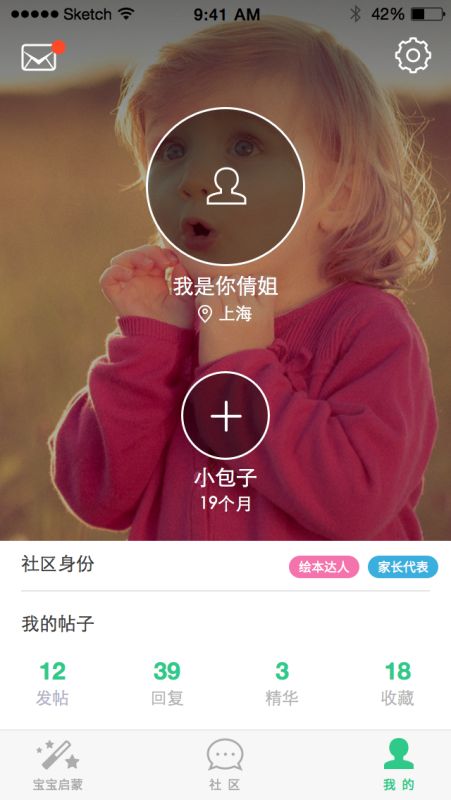 Sketch 9:41 AM 42%
我是你倩姐
上海
小包子
19个月
社区身份 绘本达人 家长代表
我的帖子
12 39 3 18
发帖 回复 精华 收藏
宝宝启蒙 社区 我的